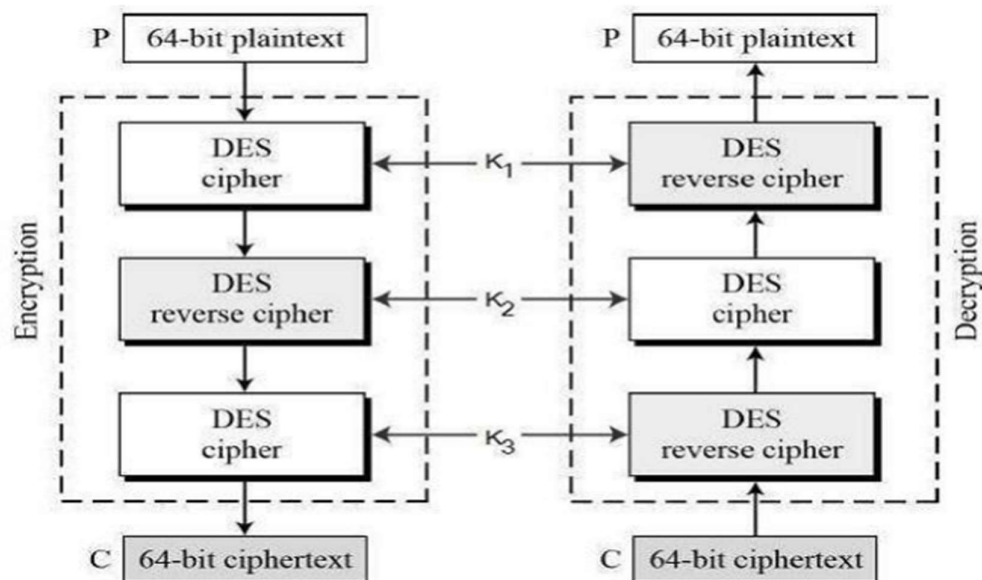 P 64-bit plaintext
P 64-bit plaintext
Encryption
DES
cipher
K1
DES
reverse cipher
DES
reverse cipher
K2
DES
cipher
DES
cipher
K3
DES
reverse cipher
Decryption
C 64-bit ciphertext
C 64-bit ciphertext